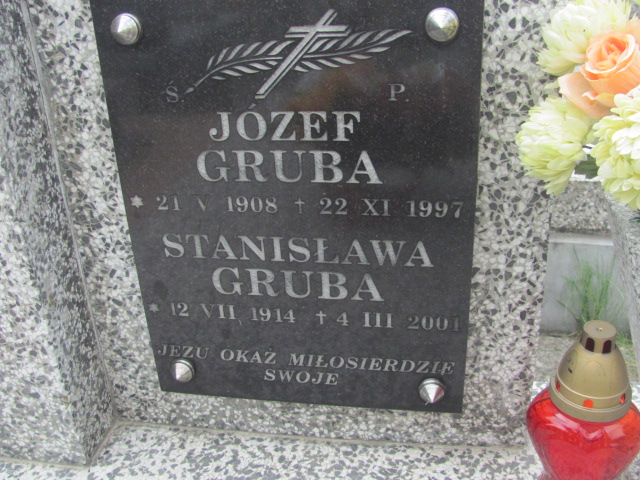 Ś. P.
JÓZEF
GRUBA
* 21 V 1908 † 22 XI 1997
STANISŁAWA
GRUBA
* 12 VII 1914 † 4 III 2001
JEZU OKAŻ MIŁOSIERDZIE
SWOJE